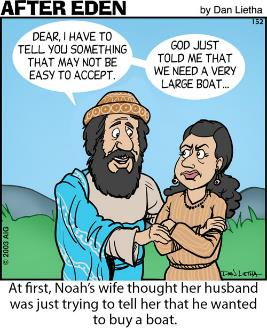 AFTER EDEN
by Dan Lietha
152
DEAR, I HAVE TO
TELL YOU SOMETHING
THAT MAY NOT BE
EASY TO ACCEPT.
GOD JUST
TOLD ME THAT
WE NEED A VERY
LARGE BOAT...
© 2003 AiG
DAN LIETHA
At first, Noah's wife thought her husband
was just trying to tell her that he wanted
to buy a boat.